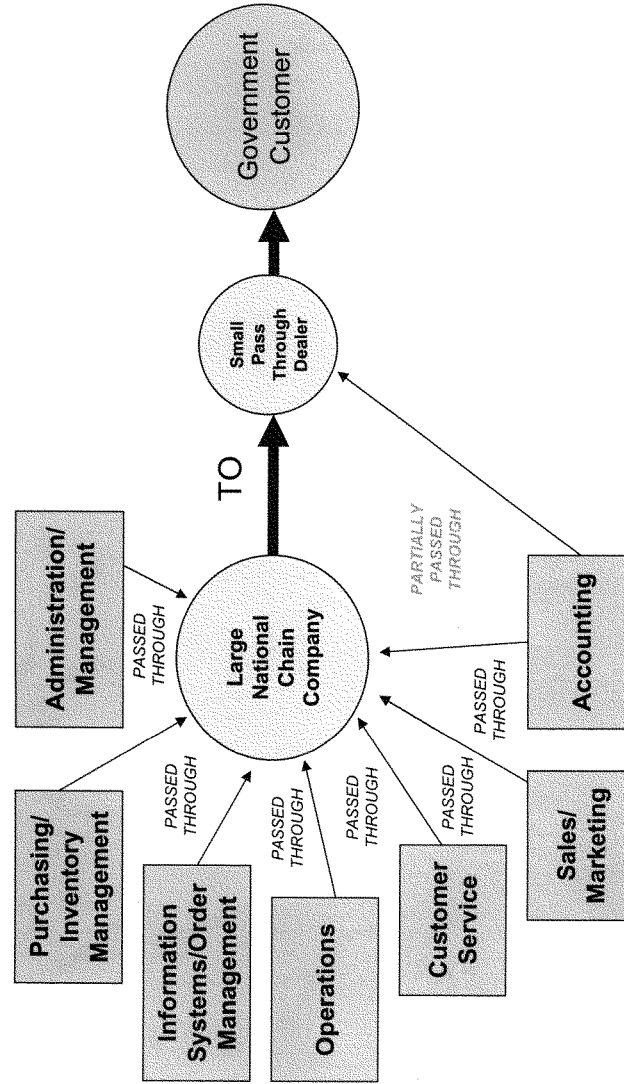 Administration/
Management
Purchasing/
Inventory
Management
Information
Systems/Order
Management
Operations
Customer
Service
Sales/
Marketing
Accounting
PASSED
THROUGH
PASSED
THROUGH
PASSED
THROUGH
PASSED
THROUGH
PASSED
THROUGH
PASSED
THROUGH
PARTIALLY
PASSED
THROUGH
Large
National
Chain
Company
TO
Small
Pass
Through
Dealer
Government
Customer